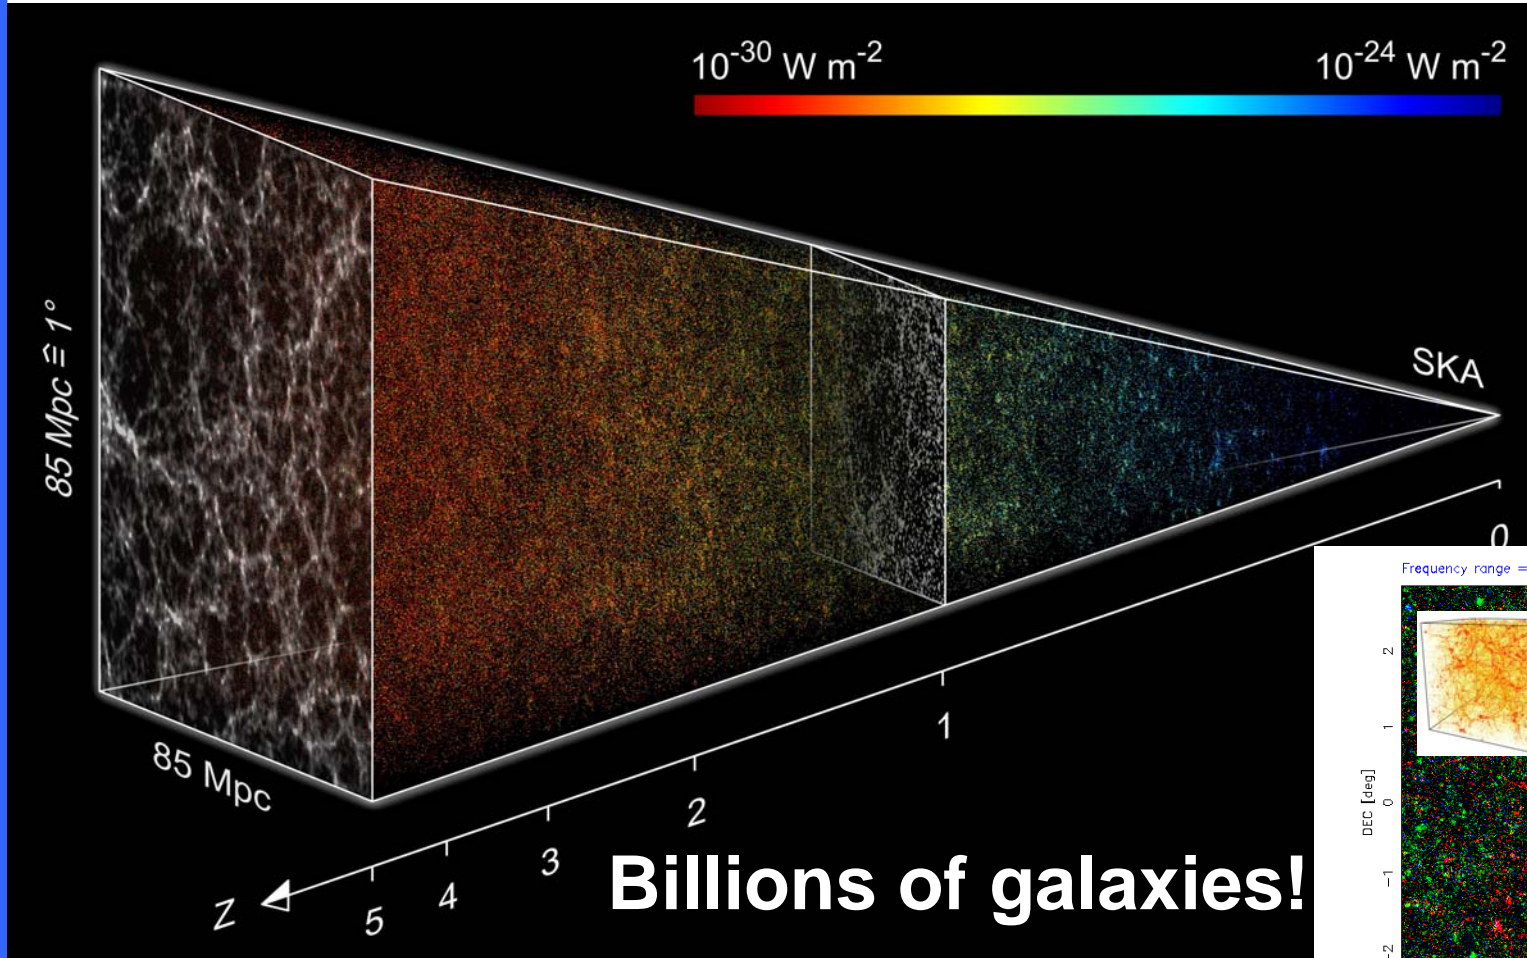 10^-30 W m^-2
10^-24 W m^-2
SKA
85 Mpc ≙ 1°
85 Mpc
0
1
2
3
4
5
Z
Billions of galaxies!
Frequency range =
DEC [deg]
2
1
0
−1
−2